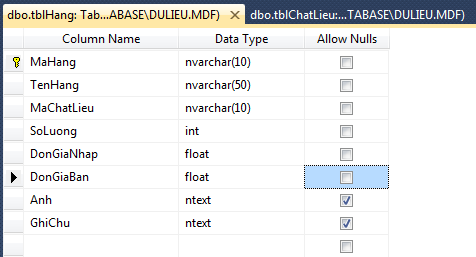 dbo.tblHang: Tab...ABASE\DULIEU.MDF) dbo.tblChatLieu:...TABASE\DULIEU.MDF)
Column Name Data Type Allow Nulls
MaHang nvarchar(10)
TenHang nvarchar(50)
MaChatLieu nvarchar(10)
SoLuong int
DonGiaNhap float
DonGiaBan float
Anh ntext
GhiChu ntext